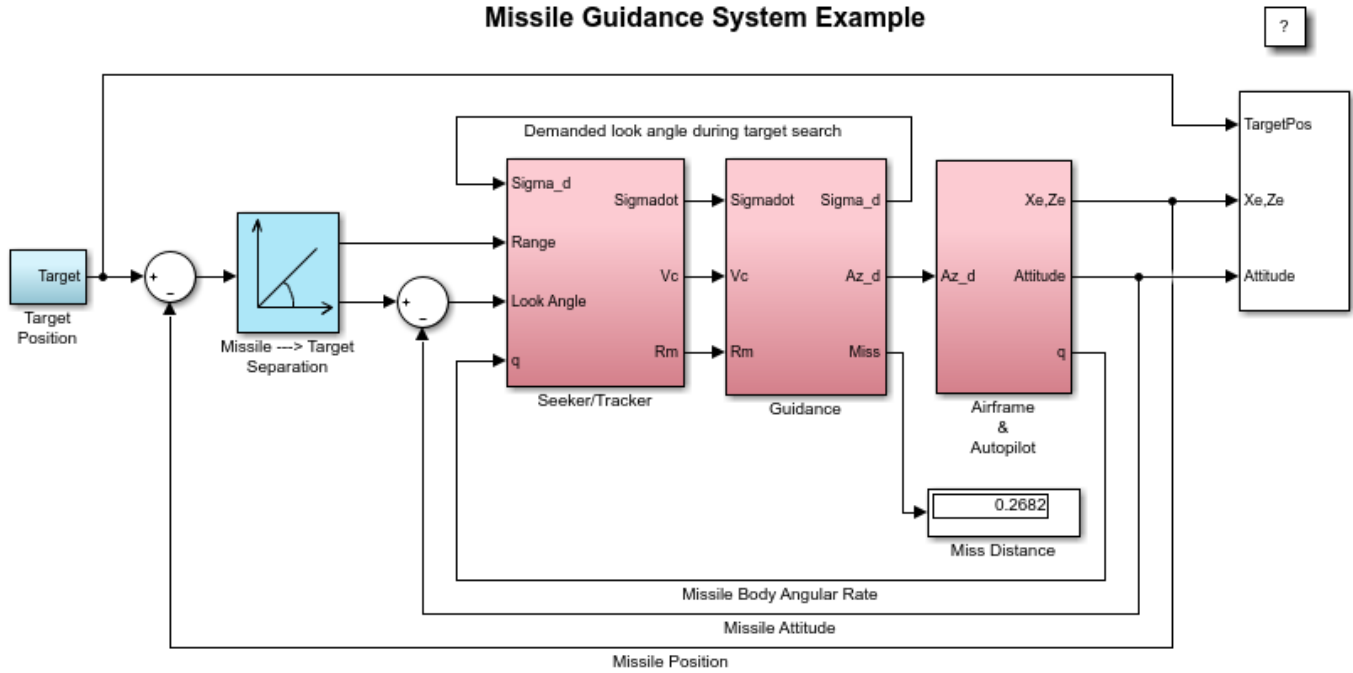 Missile Guidance System Example
?
TargetPos
Xe,Ze
Attitude
Demanded look angle during target search
Target
Target
Position
+
−
Missile ---> Target
Separation
+
−
Sigma_d
Range
Look Angle
q
Sigmadot
Vc
Rm
Seeker/Tracker
Sigmadot
Vc
Rm
Sigma_d
Az_d
Miss
Guidance
Az_d
Xe,Ze
Attitude
q
Airframe
&
Autopilot
0.2682
Miss Distance
Missile Body Angular Rate
Missile Attitude
Missile Position